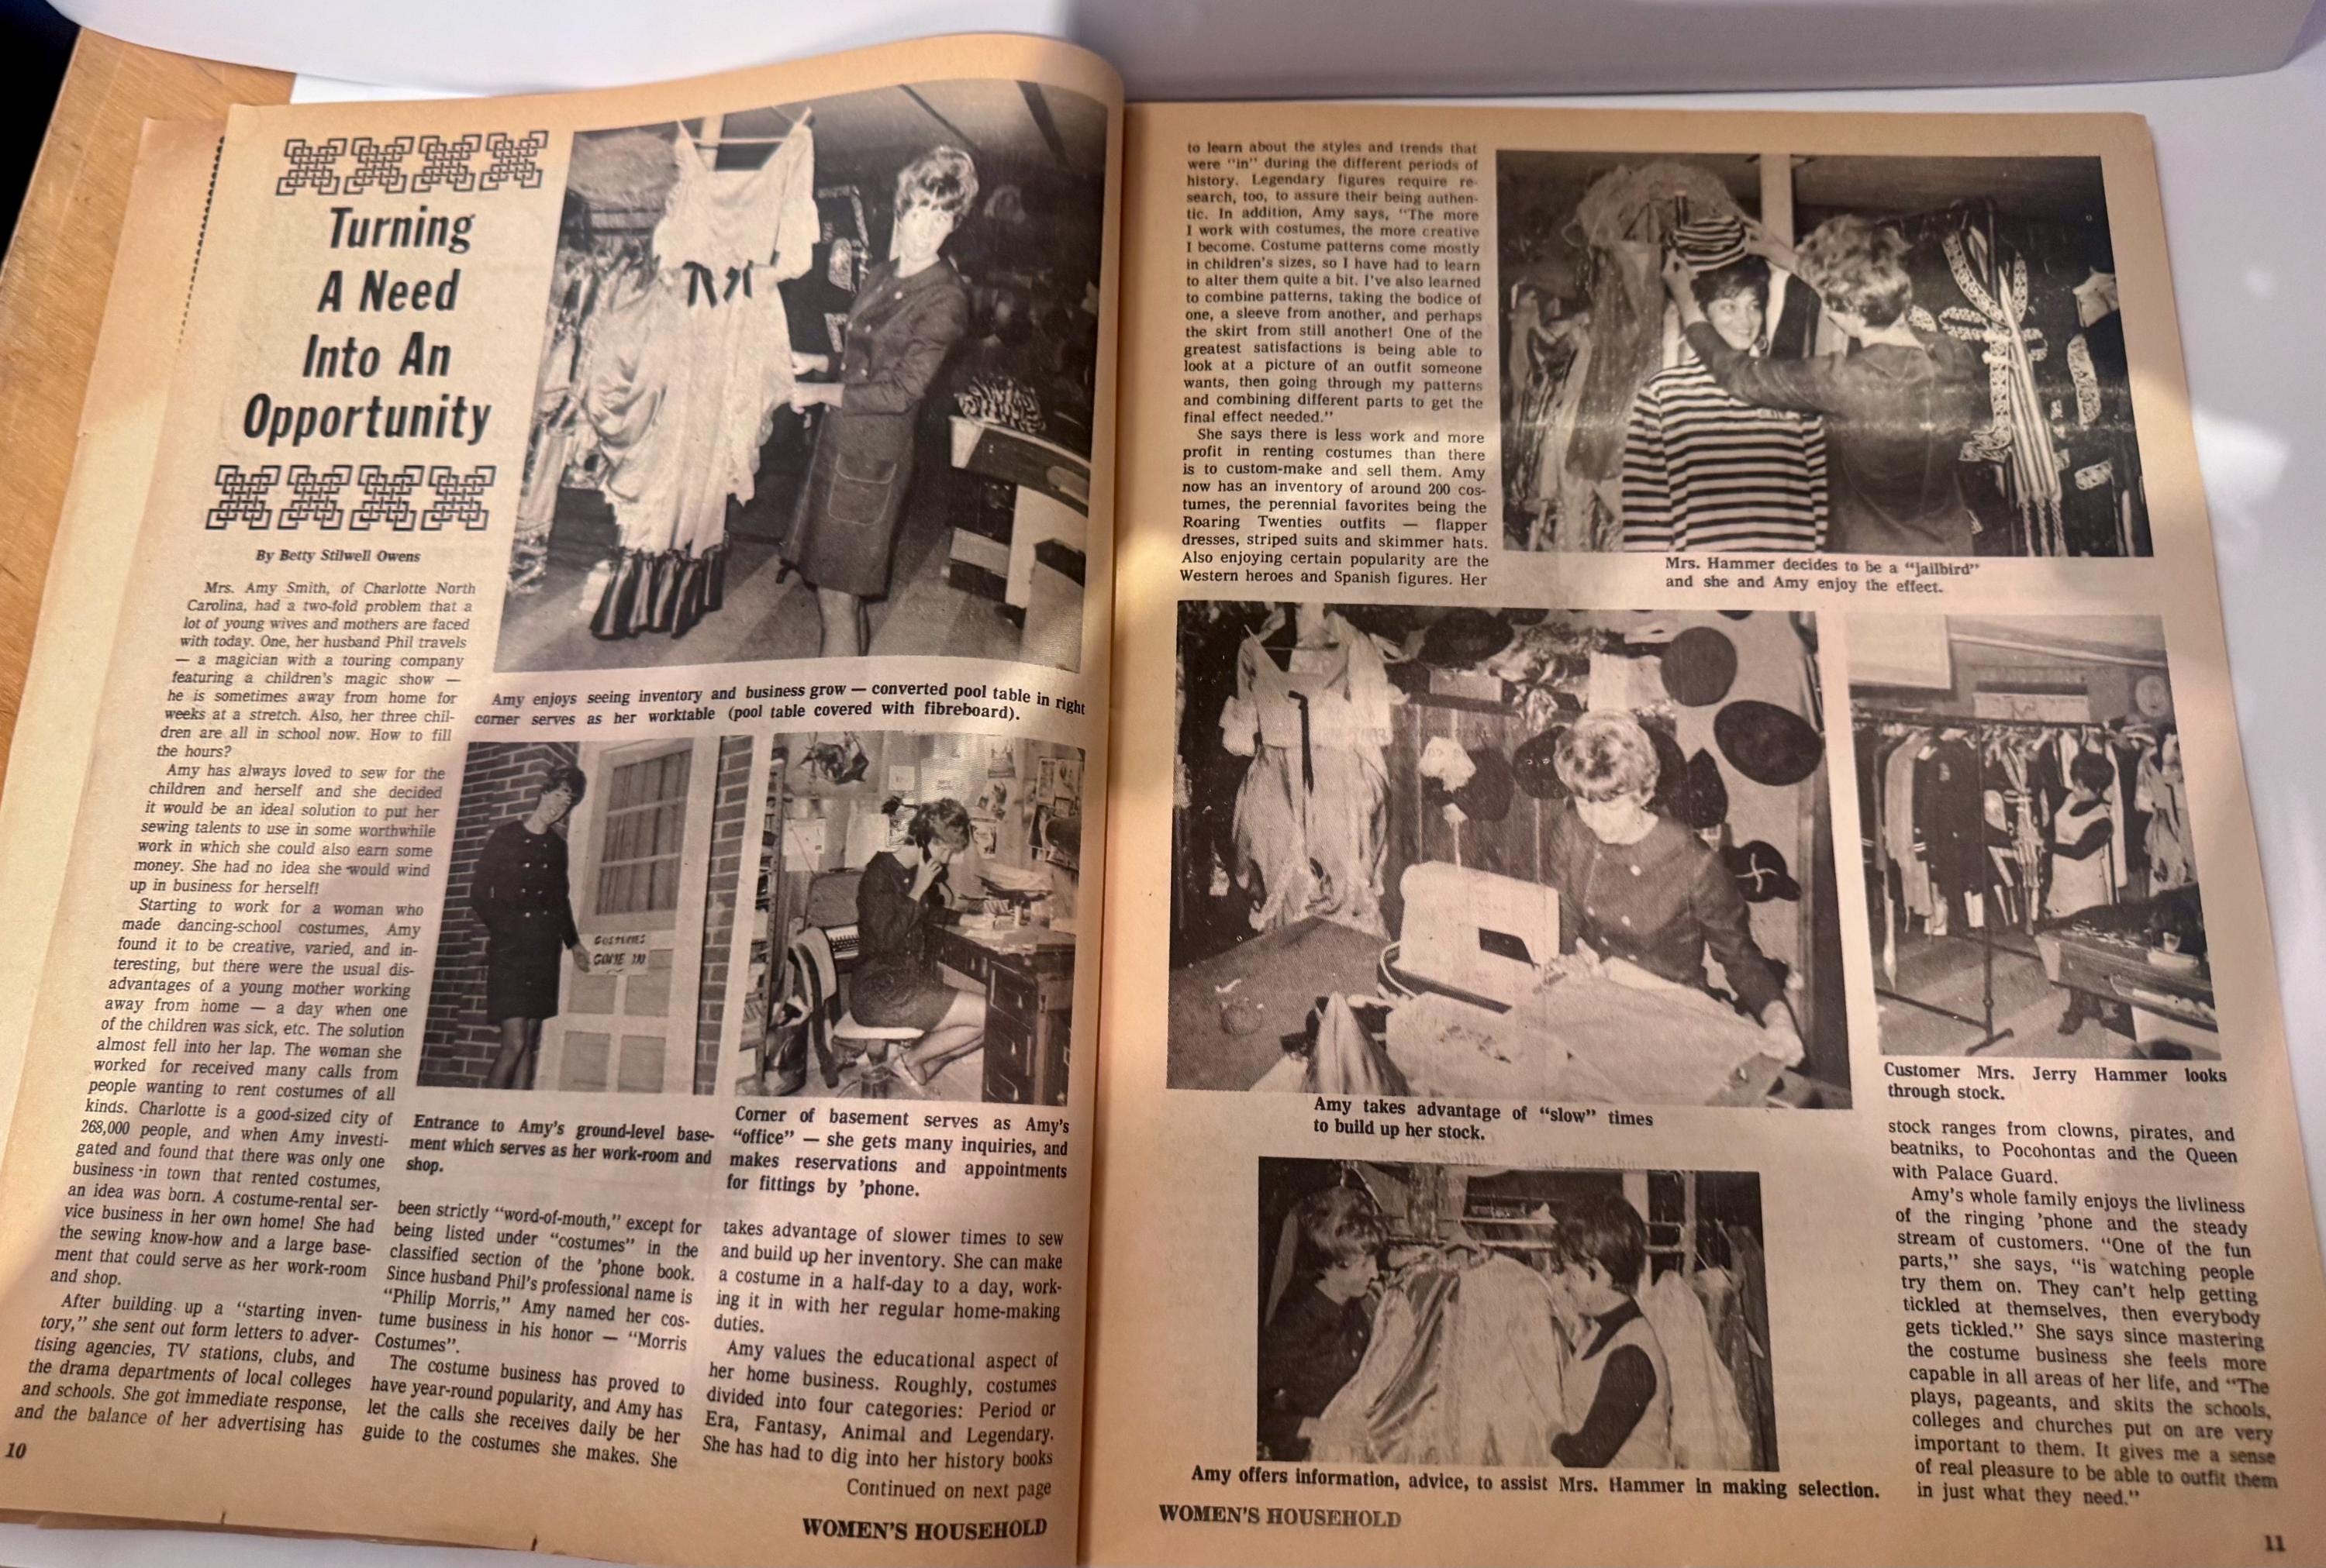 Turning
A Need
Into An
Opportunity
By Betty Stilwell Owens
Mrs. Amy Smith, of Charlotte North
Carolina, had a two-fold problem that a
lot of young wives and mothers are faced
with today. One, her husband Phil travels
— a magician with a touring company
featuring a children's magic show —
he is sometimes away from home for
weeks at a stretch. Also, her three chil-
dren are all in school now. How to fill
the hours?
Amy has always loved to sew for the
children and herself and she decided
it would be an ideal solution to put her
sewing talents to use in some worthwhile
work in which she could also earn some
money. She had no idea she would wind
up in business for herself!
Starting to work for a woman who
made dancing-school costumes, Amy
found it to be creative, varied, and in-
teresting, but there were the usual dis-
advantages of a young mother working
away from home — a day when one
of the children was sick, etc. The solution
almost fell into her lap. The woman she
worked for received many calls from
people wanting to rent costumes of all
kinds. Charlotte is a good-sized city of
268,000 people, and when Amy investi-
gated and found that there was only one
business in town that rented costumes,
an idea was born. A costume-rental ser-
vice business in her own home! She had
the sewing know-how and a large base-
ment that could serve as her work-room
and shop.
After building up a "starting inven-
tory," she sent out form letters to adver-
tising agencies, TV stations, clubs, and
the drama departments of local colleges
and schools. She got immediate response,
and the balance of her advertising has
Amy enjoys seeing inventory and business grow — converted pool table in right
corner serves as her worktable (pool table covered with fibreboard).
COSTUMES
COME IN
Entrance to Amy's ground-level base-
ment which serves as her work-room and
shop.
Corner of basement serves as Amy's
"office" — she gets many inquiries, and
makes reservations and appointments
for fittings by 'phone.
been strictly "word-of-mouth," except for
being listed under "costumes" in the
classified section of the 'phone book.
Since husband Phil's professional name is
"Philip Morris," Amy named her cos-
tume business in his honor — "Morris
Costumes".
The costume business has proved to
have year-round popularity, and Amy has
let the calls she receives daily be her
guide to the costumes she makes. She
takes advantage of slower times to sew
and build up her inventory. She can make
a costume in a half-day to a day, work-
ing it in with her regular home-making
duties.
Amy values the educational aspect of
her home business. Roughly, costumes
divided into four categories: Period or
Era, Fantasy, Animal and Legendary.
She has had to dig into her history books
Continued on next page
10
WOMEN'S HOUSEHOLD
to learn about the styles and trends that
were "in" during the different periods of
history. Legendary figures require re-
search, too, to assure their being authen-
tic. In addition, Amy says, "The more
I work with costumes, the more creative
I become. Costume patterns come mostly
in children's sizes, so I have had to learn
to alter them quite a bit. I've also learned
to combine patterns, taking the bodice of
one, a sleeve from another, and perhaps
the skirt from still another! One of the
greatest satisfactions is being able to
look at a picture of an outfit someone
wants, then going through my patterns
and combining different parts to get the
final effect needed."
She says there is less work and more
profit in renting costumes than there
is to custom-make and sell them. Amy
now has an inventory of around 200 cos-
tumes, the perennial favorites being the
Roaring Twenties outfits — flapper
dresses, striped suits and skimmer hats.
Also enjoying certain popularity are the
Western heroes and Spanish figures. Her
Mrs. Hammer decides to be a "jailbird"
and she and Amy enjoy the effect.
Amy takes advantage of "slow" times
to build up her stock.
Customer Mrs. Jerry Hammer looks
through stock.
stock ranges from clowns, pirates, and
beatniks, to Pocohontas and the Queen
with Palace Guard.
Amy's whole family enjoys the livliness
of the ringing 'phone and the steady
stream of customers. "One of the fun
parts," she says, "is watching people
try them on. They can't help getting
tickled at themselves, then everybody
gets tickled." She says since mastering
the costume business she feels more
capable in all areas of her life, and "The
plays, pageants, and skits the schools,
colleges and churches put on are very
important to them. It gives me a sense
of real pleasure to be able to outfit them
in just what they need."
Amy offers information, advice, to assist Mrs. Hammer in making selection.
WOMEN'S HOUSEHOLD
11